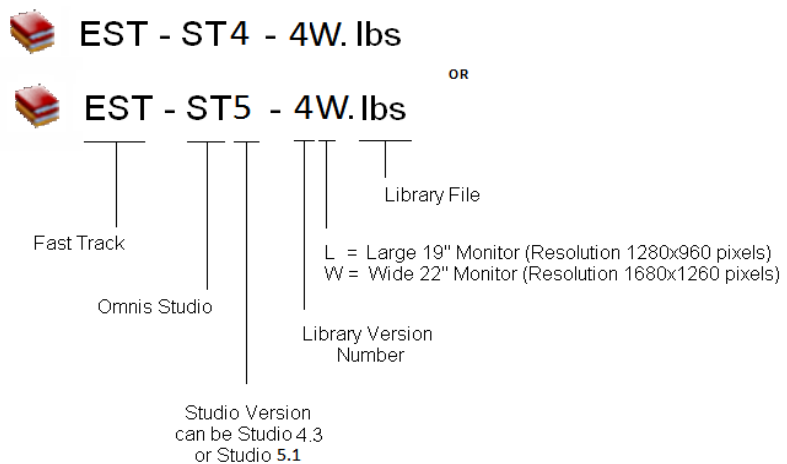 EST - ST4 - 4W. lbs
OR
EST - ST5 - 4W. lbs
Library File
Fast Track
L = Large 19" Monitor (Resolution 1280x960 pixels)
W = Wide 22" Monitor (Resolution 1680x1260 pixels)
Omnis Studio
Library Version
Number
Studio Version
can be Studio 4.3
or Studio 5.1